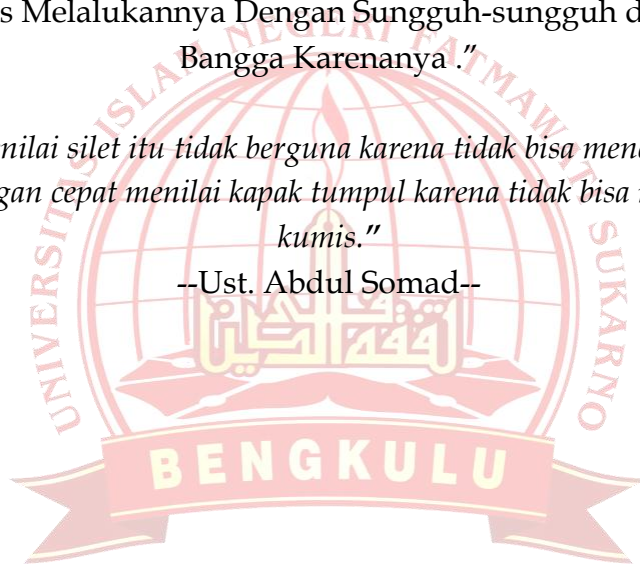 s Melalukannya Dengan Sungguh-sungguh d
Bangga Karenanya .”
nilai silet itu tidak berguna karena tidak bisa men
gan cepat menilai kapak tumpul karena tidak bisa
kumis.”
--Ust. Abdul Somad--
UNIVERSITAS ISLAM NEGERI FATMAWATI SUKARNO
BENGKULU